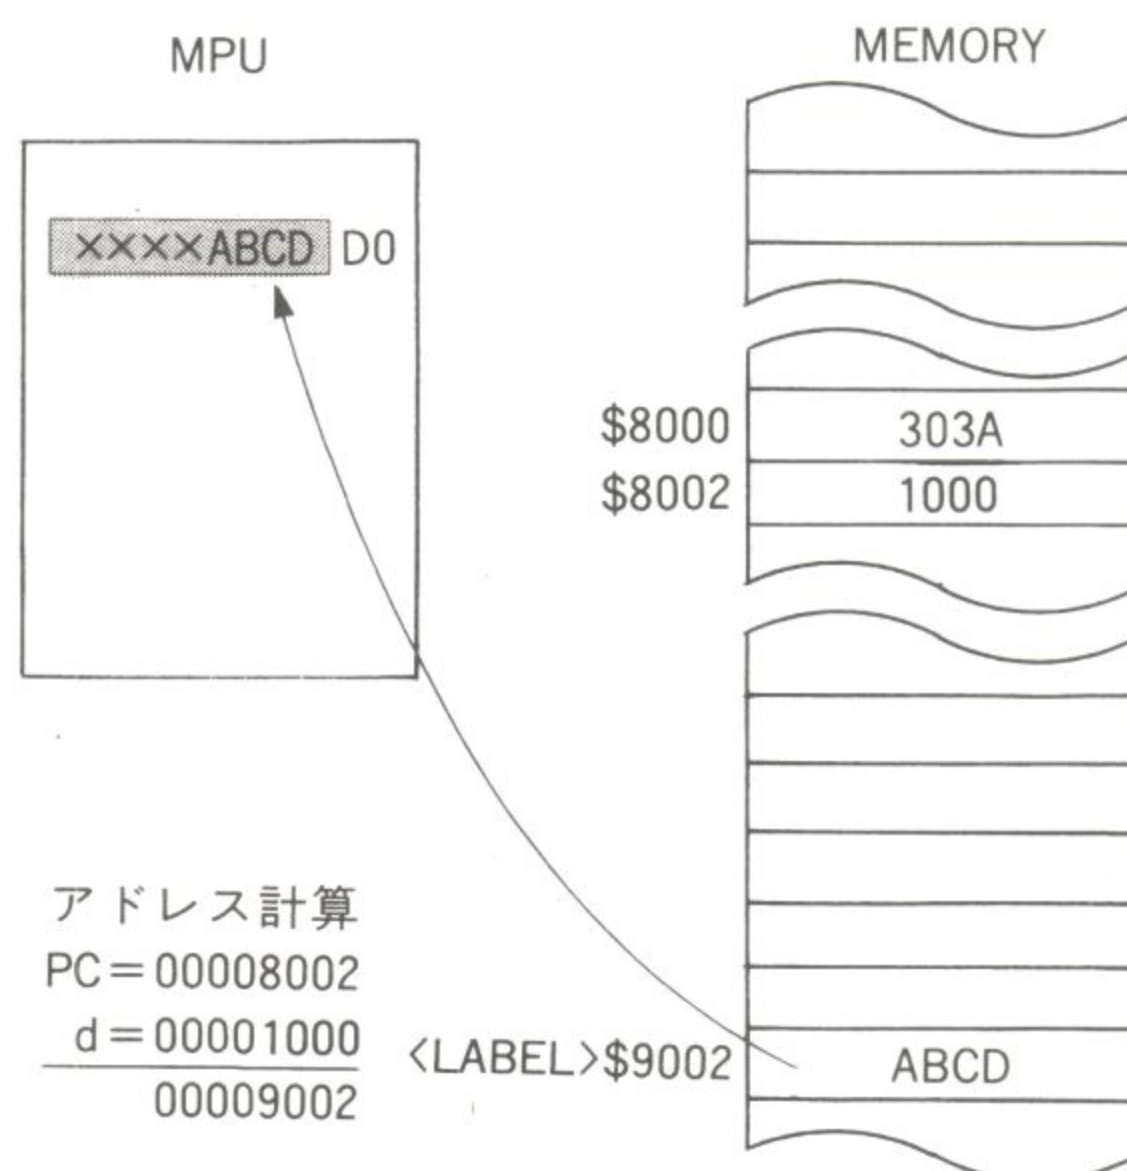 MPU
MEMORY
××××ABCD D0
$8000 303A
$8002 1000
アドレス計算
PC=00008002
d=00001000
00009002
<LABEL>$9002 ABCD